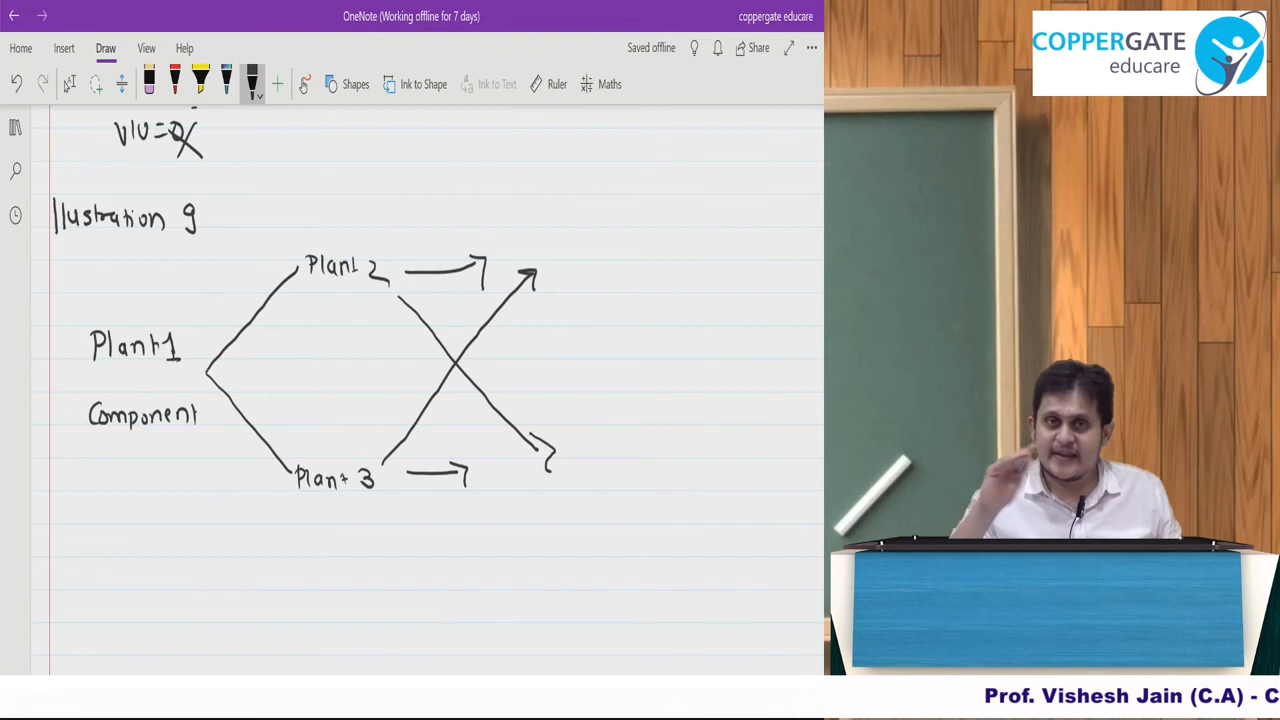 OneNote (Working offline for 7 days)
coppergate educare
Home Insert Draw View Help
Saved offline
Share
Shapes
Ink to Shape
Ink to Text
Ruler
Maths
VIU=
Illustration 9
Plant 2
Plant 1
Component
Plant 3
COPPERGATE
educare
Prof. Vishesh Jain (C.A) - C